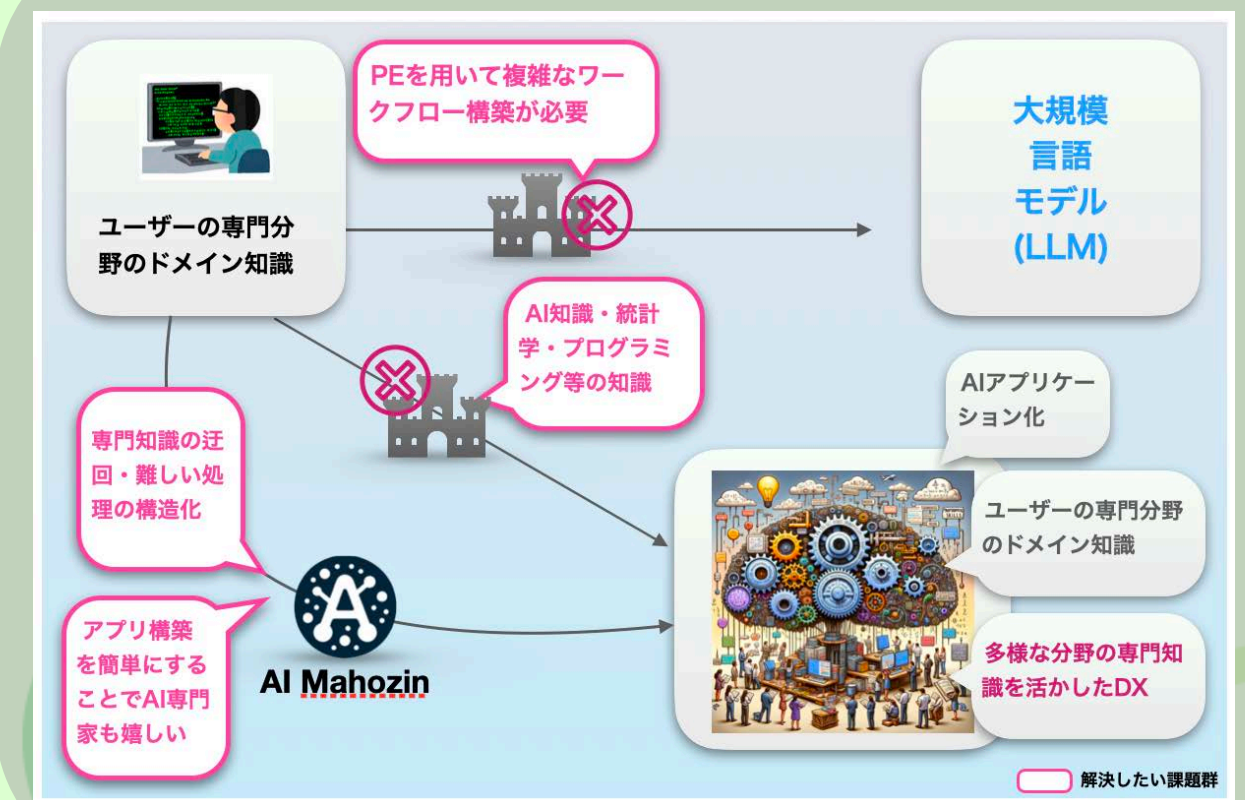 PEを用いて複雑なワー
クフロー構築が必要
大規模
言語
モデル
(LLM)
ユーザーの専門分
野のドメイン知識
AI知識・統計
学・プログラミ
ング等の知識
AIアプリケー
ション化
専門知識の迂
回・難しい処
理の構造化
ユーザーの専門分野
のドメイン知識
アプリ構築
を簡単にする
ことでAI専門
家も嬉しい
AI Mahozin
多様な分野の専門知
識を活かしたDX
解決したい課題群